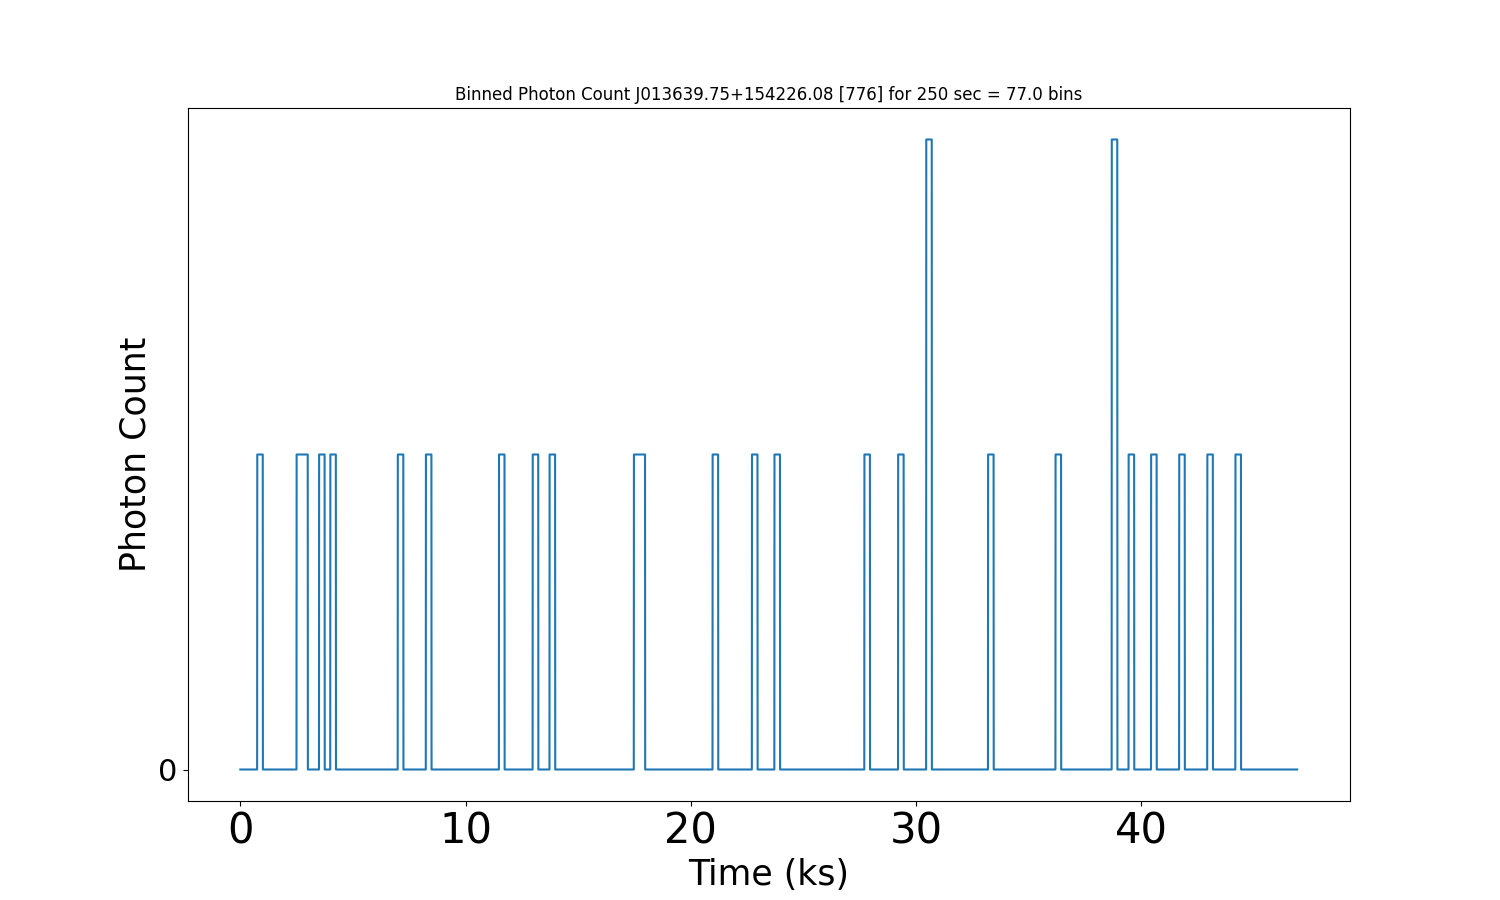 Binned Photon Count J013639.75+154226.08 [776] for 250 sec = 77.0 bins
Photon Count
0
0 10 20 30 40
Time (ks)